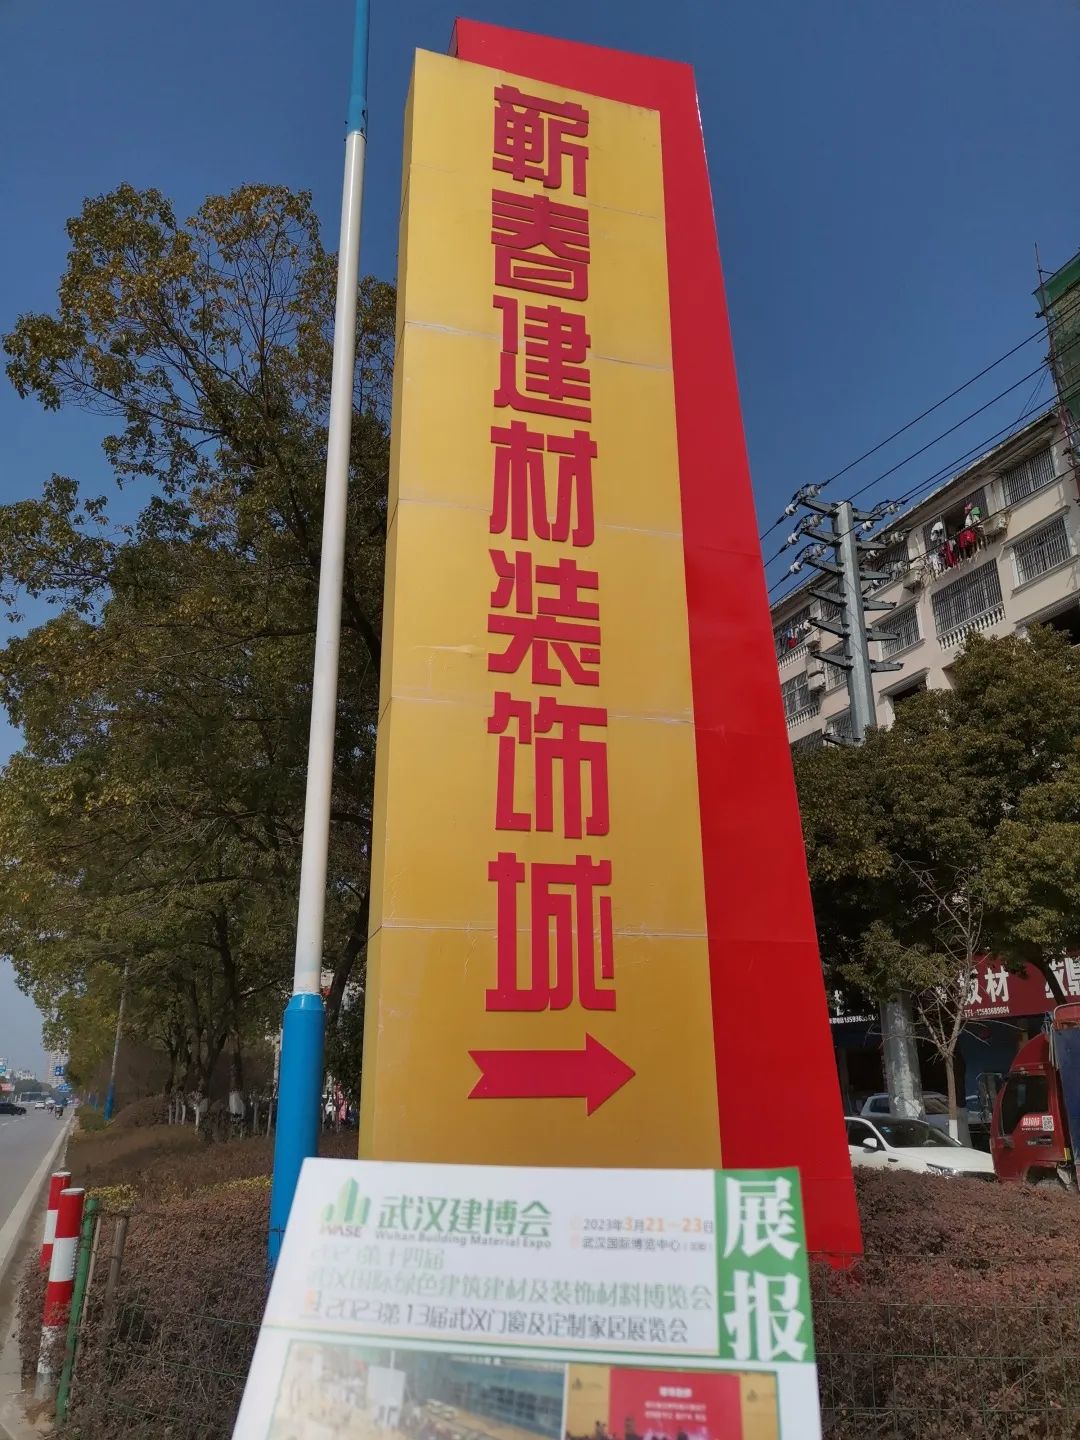 蕲春建材装饰城
板材
WASE
武汉建博会
Wuhan Building Material Expo
2023年3月21－23日
武汉国际博览中心
展报
第十四届
武汉国际绿色建筑建材及装饰材料博览会
2023第13届武汉门窗及定制家居展览会